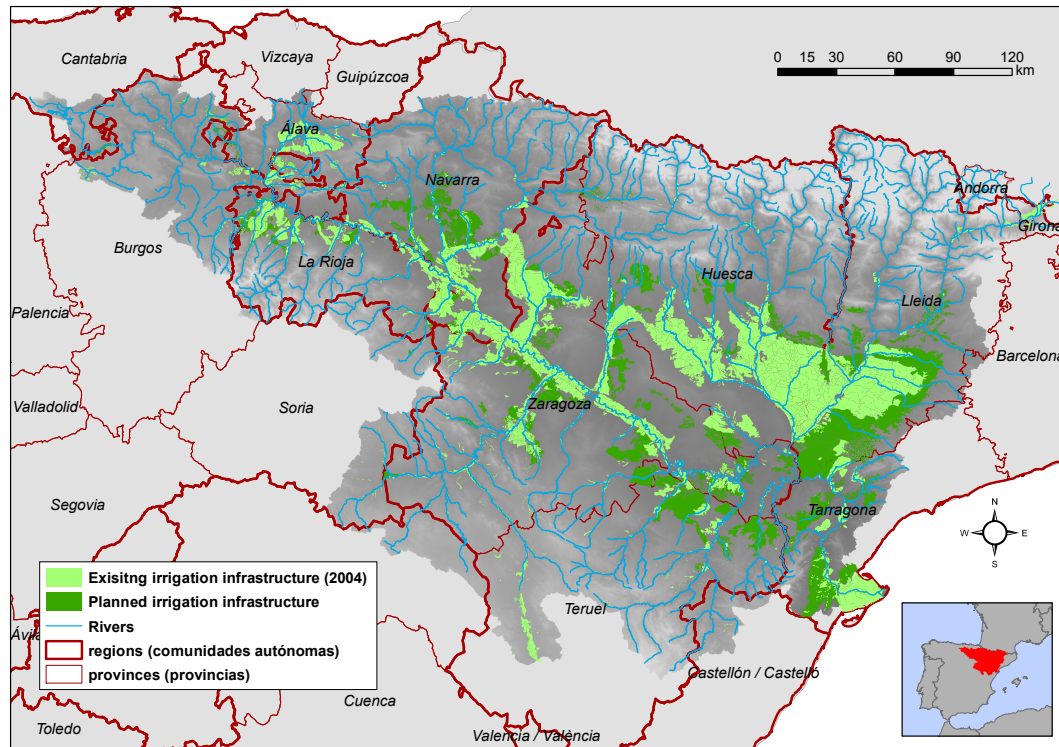 Cantabria
Vizcaya
Guipúzcoa
0 15 30 60 90 120
km
Álava
Navarra
Andorra
Girona
Burgos
La Rioja
Huesca
Lleida
Palencia
Barcelona
Valladolid
Soria
Zaragoza
Segovia
Tarragona
N
W E
S
Exisitng irrigation infrastructure (2004)
Planned irrigation infrastructure
Rivers
regions (comunidades autónomas)
provinces (provincias)
Teruel
Ávila
Castellón / Castelló
Cuenca
Toledo
Valencia / València